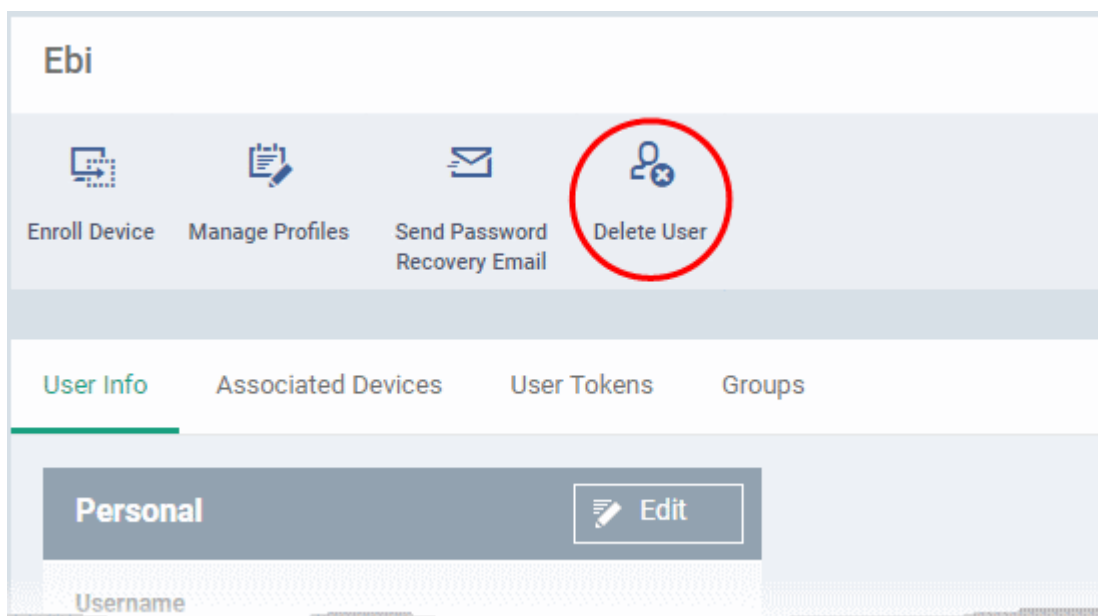 Ebi
Enroll Device
Manage Profiles
Send Password
Recovery Email
Delete User
User Info
Associated Devices
User Tokens
Groups
Personal
Edit
Username